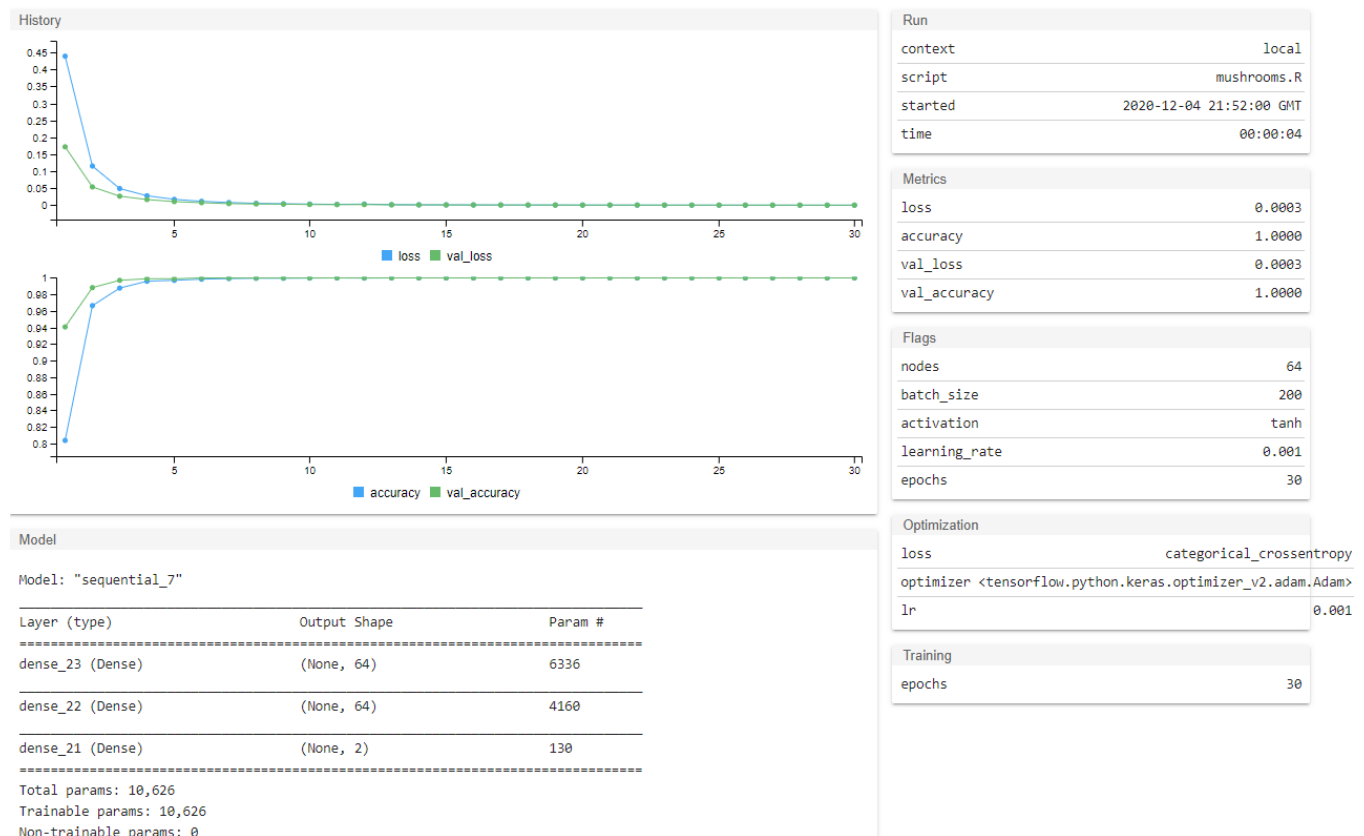 History
0.45
0.4
0.35
0.3
0.25
0.2
0.15
0.1
0.05
0
5 10 15 20 25 30
loss val_loss
1
0.98
0.96
0.94
0.92
0.9
0.88
0.86
0.84
0.82
0.8
5 10 15 20 25 30
accuracy val_accuracy
Model
Model: "sequential_7"
________________________________________________________________________________
Layer (type) Output Shape Param #
================================================================================
dense_23 (Dense) (None, 64) 6336
________________________________________________________________________________
dense_22 (Dense) (None, 64) 4160
________________________________________________________________________________
dense_21 (Dense) (None, 2) 130
================================================================================
Total params: 10,626
Trainable params: 10,626
Non-trainable params: 0
Run
context local
script mushrooms.R
started 2020-12-04 21:52:00 GMT
time 00:00:04
Metrics
loss 0.0003
accuracy 1.0000
val_loss 0.0003
val_accuracy 1.0000
Flags
nodes 64
batch_size 200
activation tanh
learning_rate 0.001
epochs 30
Optimization
loss categorical_crossentropy
optimizer <tensorflow.python.keras.optimizer_v2.adam.Adam>
lr 0.001
Training
epochs 30